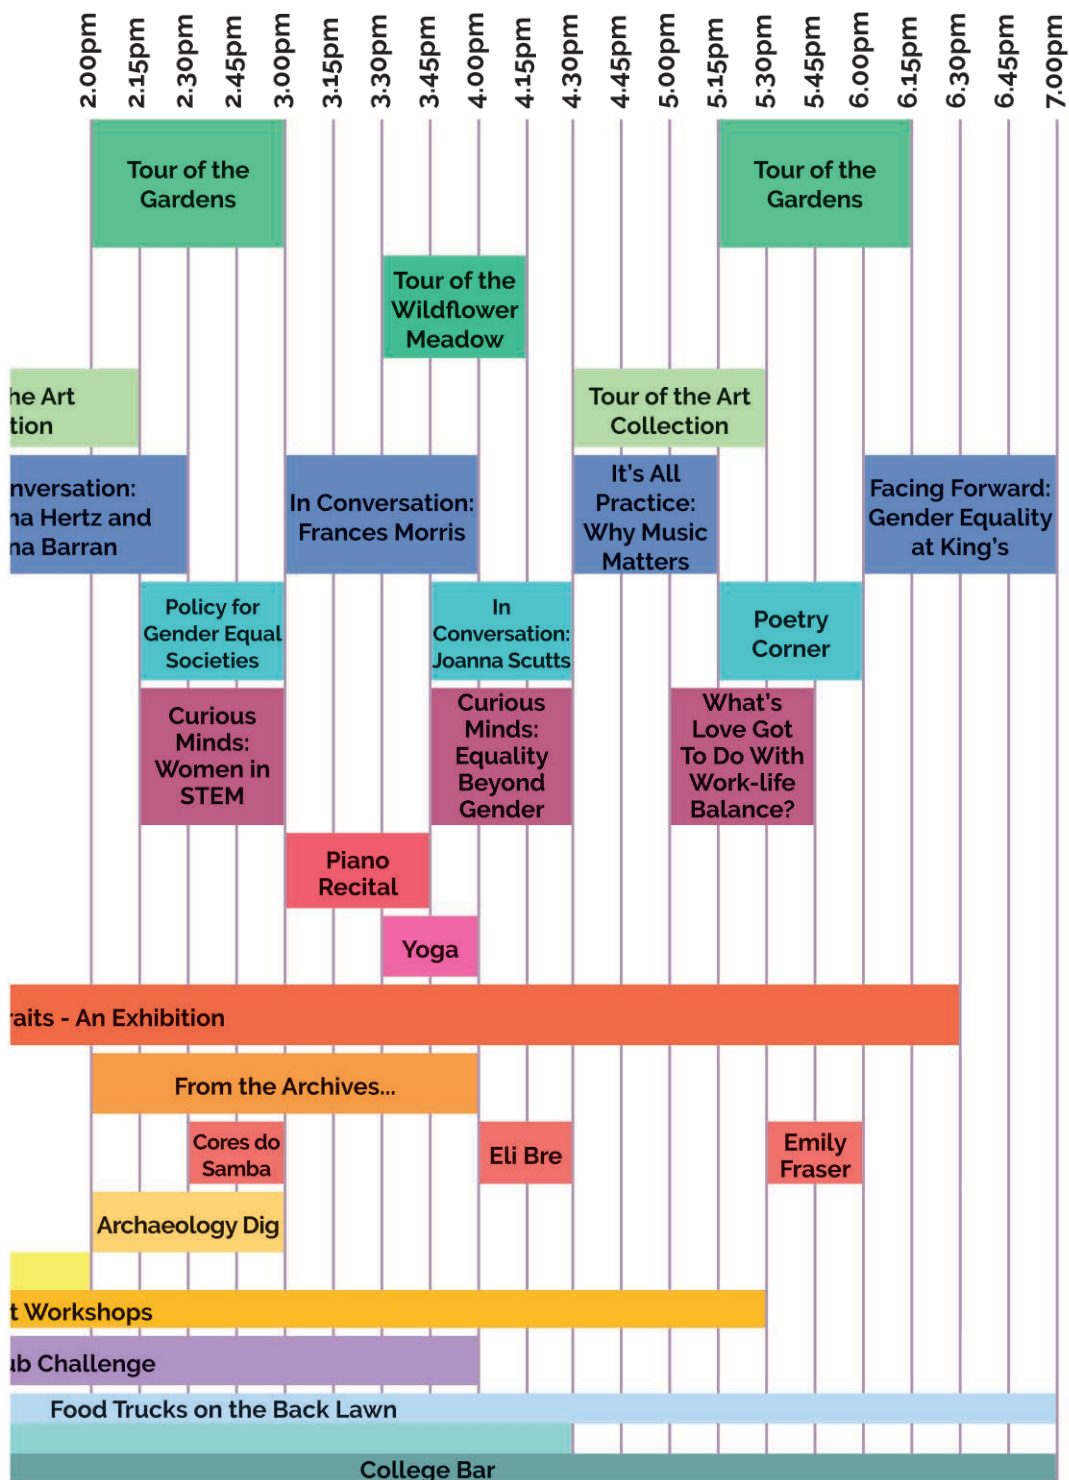 2.00pm
2.15pm
2.30pm
2.45pm
3.00pm
3.15pm
3.30pm
3.45pm
4.00pm
4.15pm
4.30pm
4.45pm
5.00pm
5.15pm
5.30pm
5.45pm
6.00pm
6.15pm
6.30pm
6.45pm
7.00pm
Tour of the
Gardens
Tour of the
Gardens
Tour of the
Wildflower
Meadow
he Art
tion
Tour of the Art
Collection
nversation:
na Hertz and
na Barran
In Conversation:
Frances Morris
It's All
Practice:
Why Music
Matters
Facing Forward:
Gender Equality
at King's
Policy for
Gender Equal
Societies
In
Conversation:
Joanna Scutts
Poetry
Corner
Curious
Minds:
Women in
STEM
Curious
Minds:
Equality
Beyond
Gender
What's
Love Got
To Do With
Work-life
Balance?
Piano
Recital
Yoga
raits - An Exhibition
From the Archives...
Cores do
Samba
Eli Bre
Emily
Fraser
Archaeology Dig
t Workshops
ub Challenge
Food Trucks on the Back Lawn
College Bar